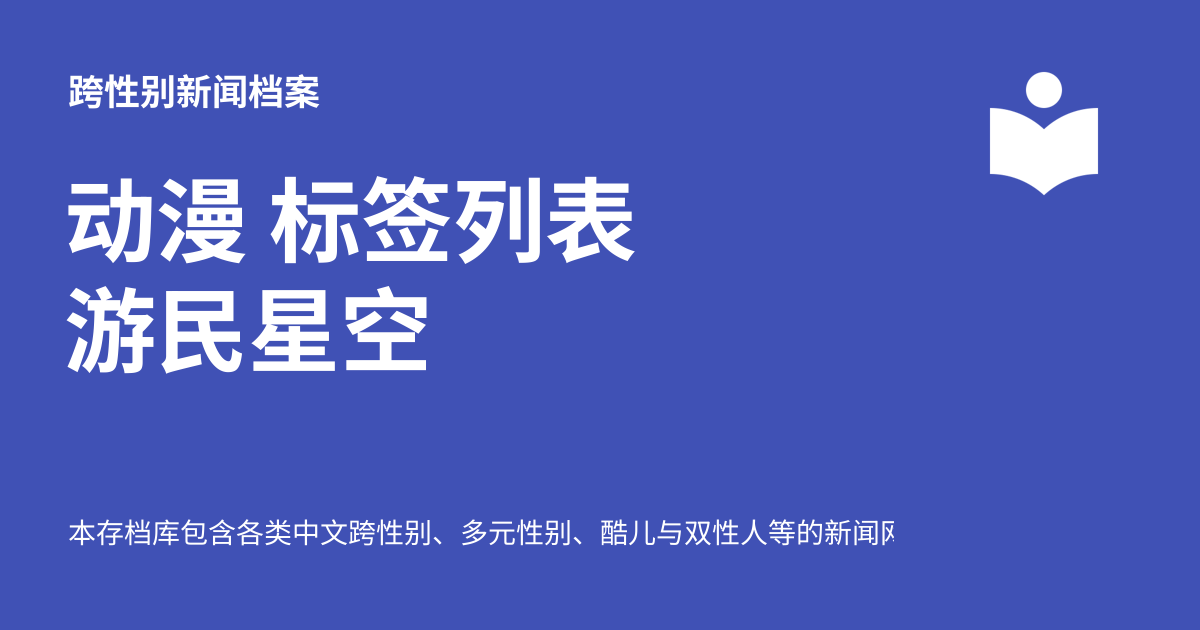 跨性别新闻档案
动漫 标签列表
游民星空
本存档库包含各类中文跨性别、多元性别、酷儿与双性人等的新闻